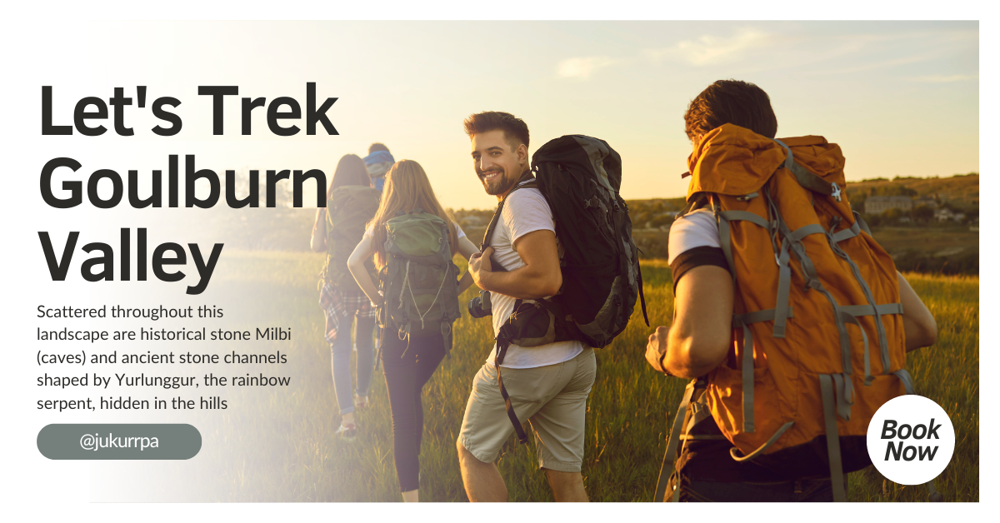 Let's Trek
Goulburn
Valley
Scattered throughout this
landscape are historical stone Milbi
(caves) and ancient stone channels
shaped by Yurlunggur, the rainbow
serpent, hidden in the hills
@jukurrpa
Book
Now